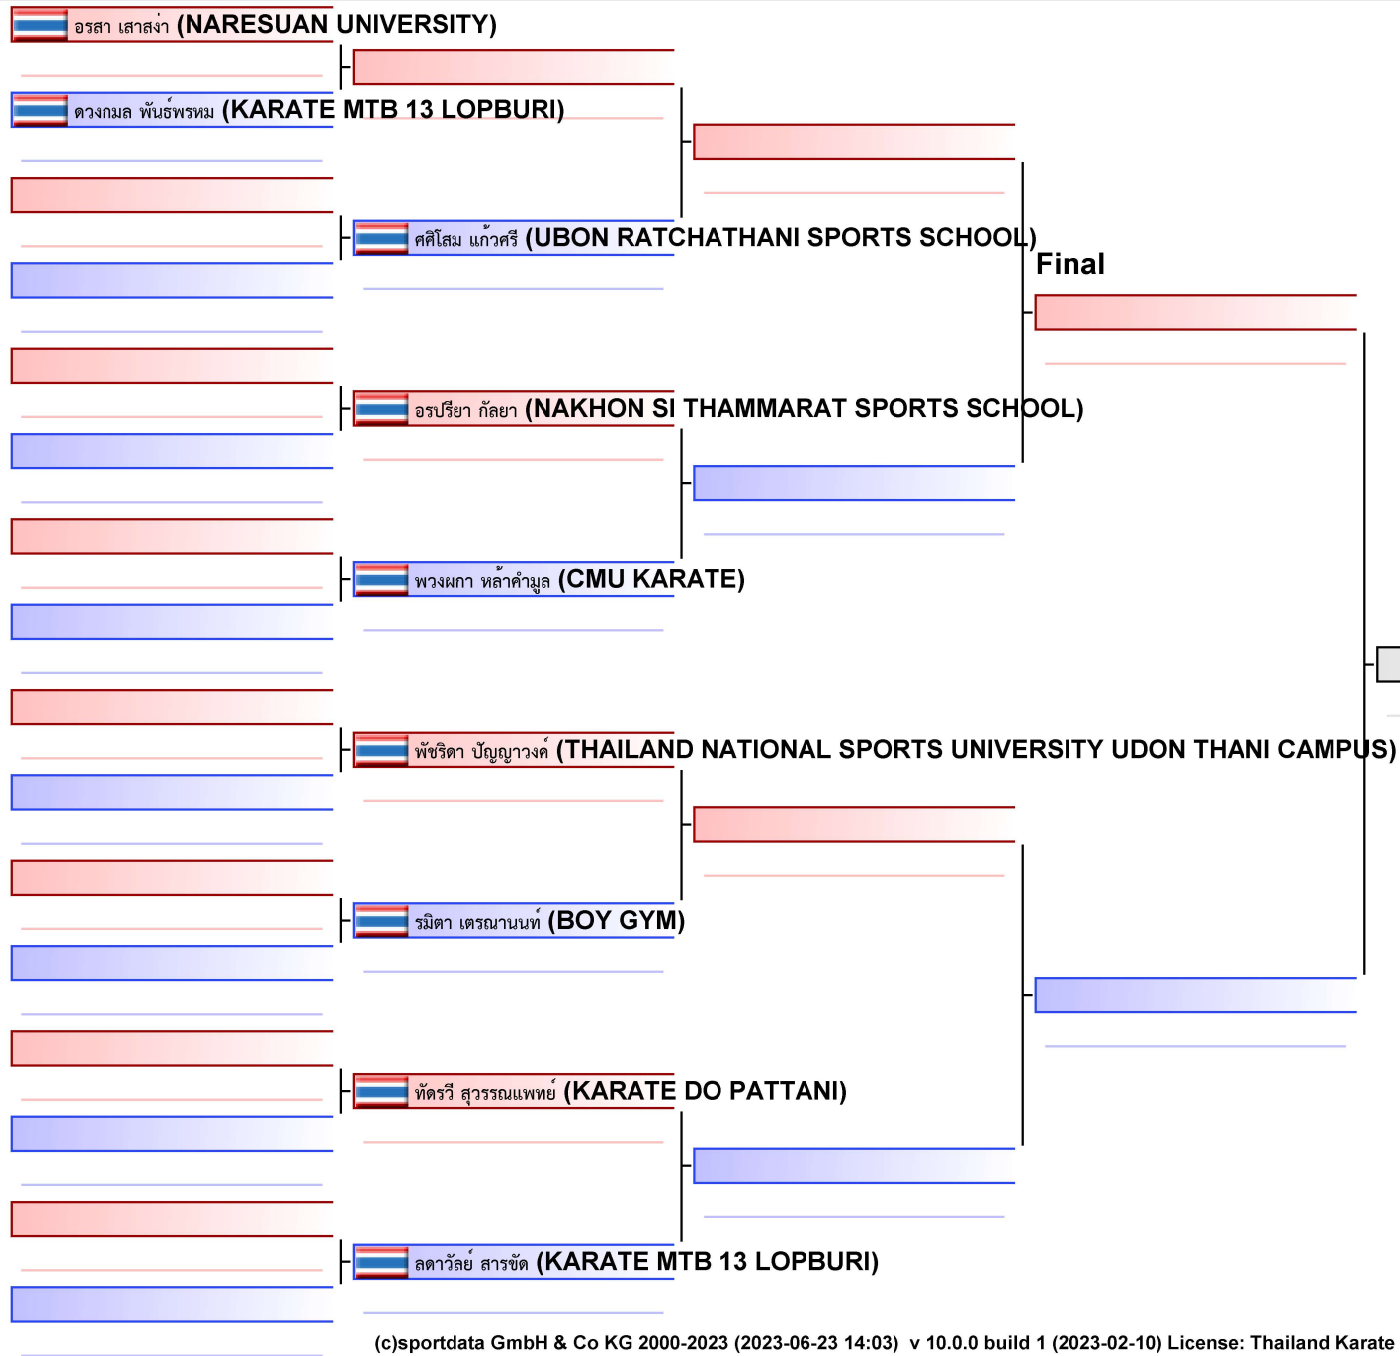 อรสา เสาสง่า (NARESUAN UNIVERSITY)
ดวงกมล พันธ์พรหม (KARATE MTB 13 LOPBURI)
ศศิโสม แก้วศรี (UBON RATCHATHANI SPORTS SCHOOL)
Final
อรปรียา กัลยา (NAKHON SI THAMMARAT SPORTS SCHOOL)
พวงผกา หล้าคำมูล (CMU KARATE)
พัชริดา ปัญญาวงค์ (THAILAND NATIONAL SPORTS UNIVERSITY UDON THANI CAMPUS)
รมิตา เตรณานนท์ (BOY GYM)
ทัดรวี สุวรรณแพทย์ (KARATE DO PATTANI)
ลดาวัลย์ สารขัด (KARATE MTB 13 LOPBURI)
(c)sportdata GmbH & Co KG 2000-2023 (2023-06-23 14:03) v 10.0.0 build 1 (2023-02-10) License: Thailand Karate